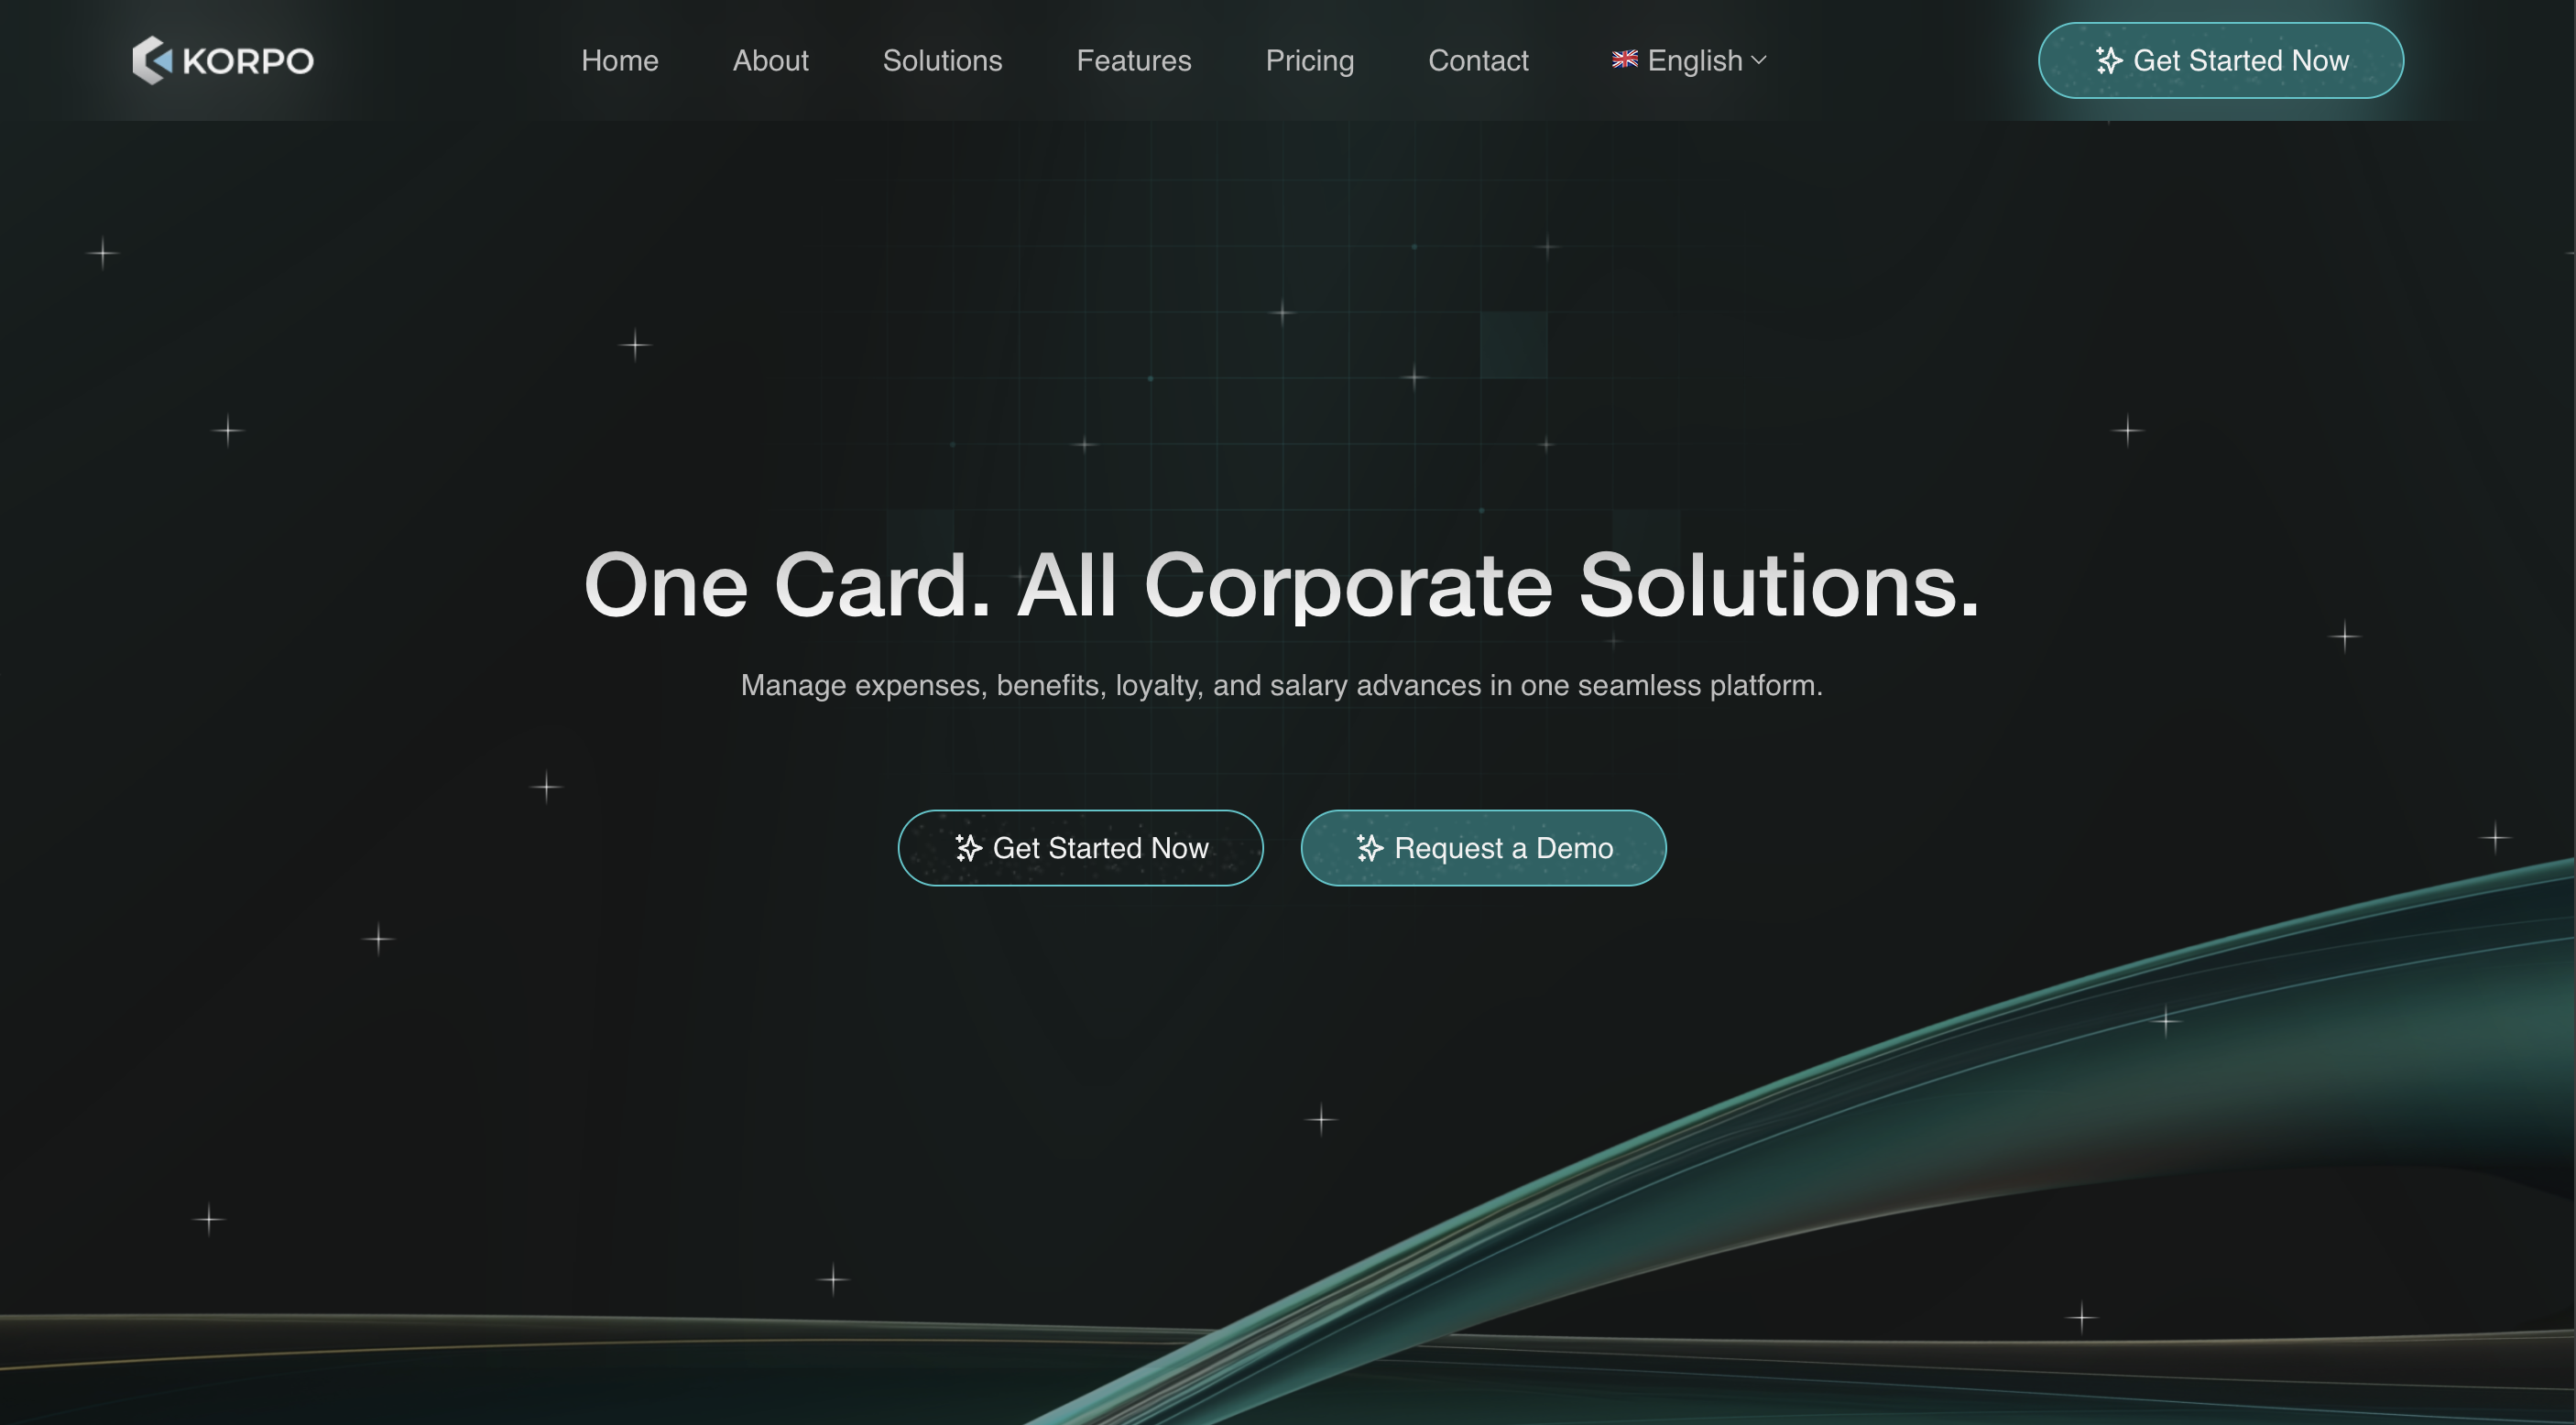 KORPO
Home About Solutions Features Pricing Contact English Get Started Now
One Card. All Corporate Solutions.
Manage expenses, benefits, loyalty, and salary advances in one seamless platform.
Get Started Now Request a Demo